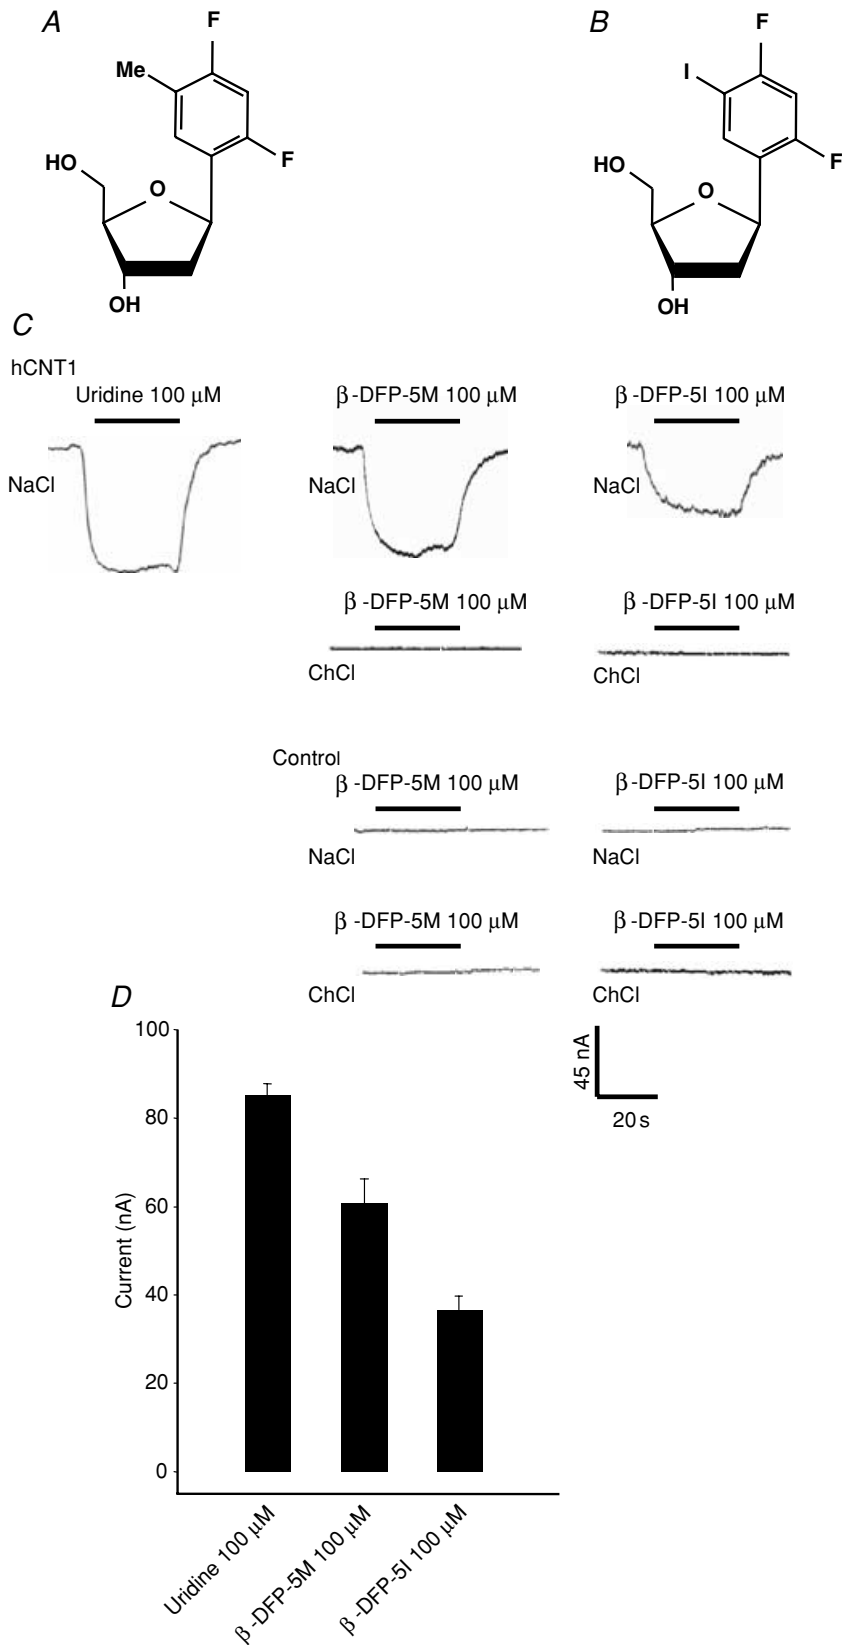 A
B
F
F
Me
I
F
F
HO
HO
O
O
OH
OH
C
hCNT1
Uridine 100 μM
β-DFP-5M 100 μM
β-DFP-5I 100 μM
NaCl
NaCl
NaCl
β-DFP-5M 100 μM
β-DFP-5I 100 μM
ChCl
ChCl
Control
β-DFP-5M 100 μM
β-DFP-5I 100 μM
NaCl
NaCl
β-DFP-5M 100 μM
β-DFP-5I 100 μM
ChCl
ChCl
D
45 nA
20 s
100
80
60
40
20
0
Current (nA)
Uridine 100 μM
β-DFP-5M 100 μM
β-DFP-5I 100 μM